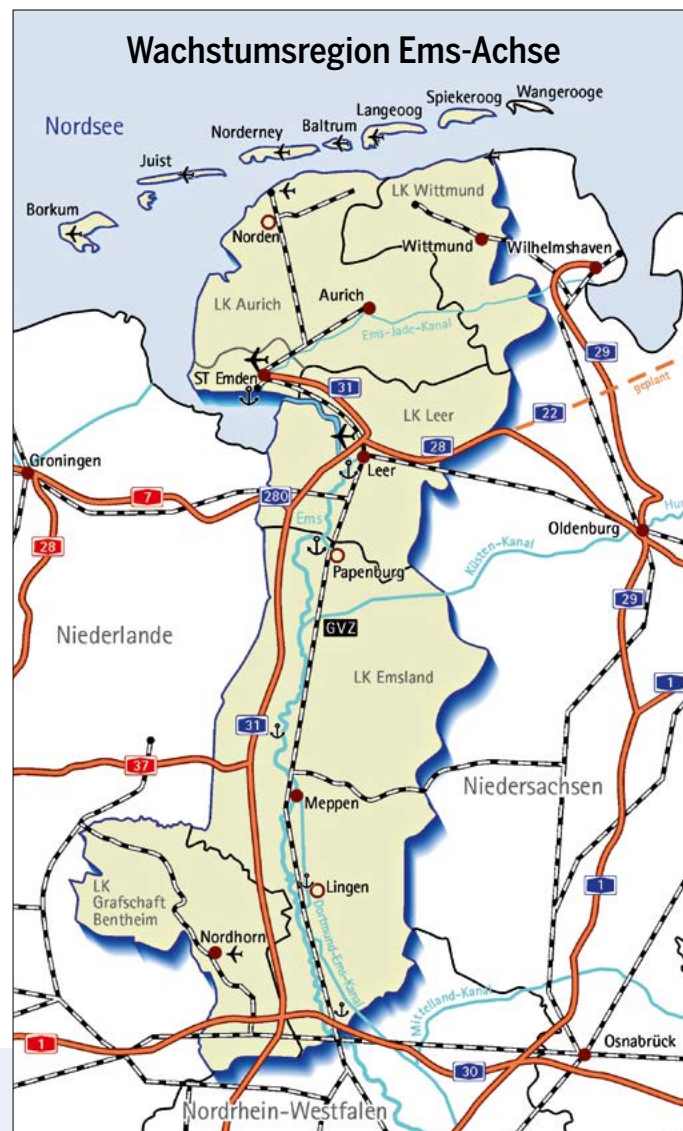 Wachstumsregion Ems-Achse
Wangerooge
Spiekeroog
Langeoog
Baltrum
Nordsee
Norderney
Juist
Borkum
LK Wittmund
Norden
Wittmund
Wilhelmshaven
LK Aurich
Aurich
Ems-Jade-Kanal
29
ST Emden
31
geplant
22
LK Leer
28
Groningen
Leer
7
280
Ems
Oldenburg
Hun
28
Papenburg
Küsten-Kanal
29
GVZ
Niederlande
LK Emsland
1
31
37
Niedersachsen
Meppen
LK
Grafschaft
Bentheim
Lingen
1
Dortmund-Ems-Kanal
Nordhorn
Mittelland-Kanal
1
Osnabrück
30
Nordrhein-Westfalen